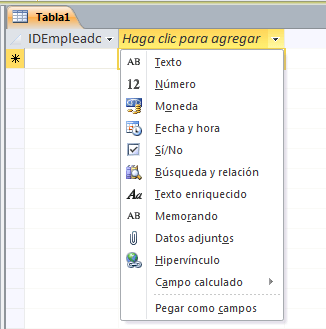 Tabla1
IDEmpleado Haga clic para agregar
AB Texto
12 Número
Moneda
Fecha y hora
Sí/No
Búsqueda y relación
Aa Texto enriquecido
AB Memorando
Datos adjuntos
Hipervínculo
Campo calculado
Pegar como campos